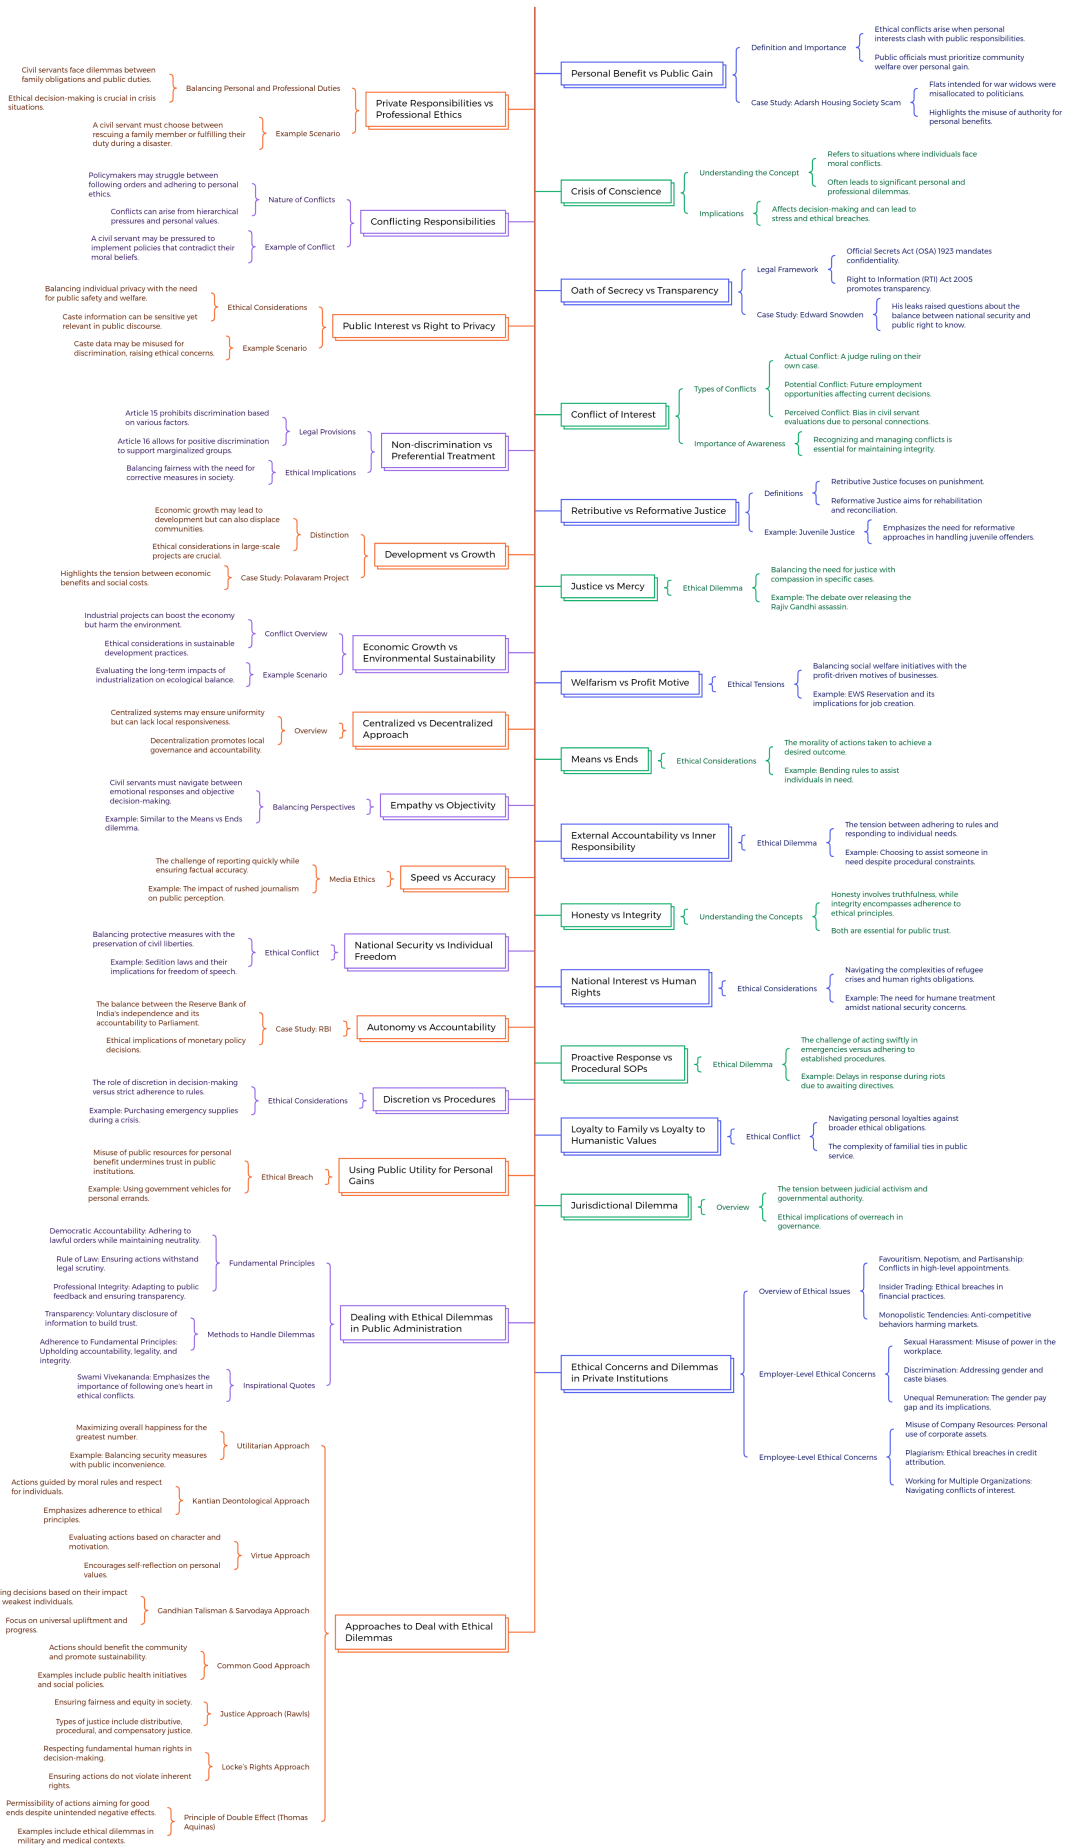 Personal Benefit vs Public Gain
Definition and Importance
Ethical conflicts arise when personal
interests clash with public responsibilities.
Public officials must prioritize community
welfare over personal gain.
Case Study: Adarsh Housing Society Scam
Flats intended for war widows were
misallocated to politicians.
Highlights the misuse of authority for
personal benefits.
Private Responsibilities vs
Professional Ethics
Balancing Personal and Professional Duties
Civil servants face dilemmas between
family obligations and public duties.
Ethical decision-making is crucial in crisis
situations.
Example Scenario
A civil servant must choose between
rescuing a family member or fulfilling their
duty during a disaster.
Crisis of Conscience
Understanding the Concept
Refers to situations where individuals face
moral conflicts.
Often leads to significant personal and
professional dilemmas.
Implications
Affects decision-making and can lead to
stress and ethical breaches.
Conflicting Responsibilities
Nature of Conflicts
Policymakers may struggle between
following orders and adhering to personal
ethics.
Conflicts can arise from hierarchical
pressures and personal values.
Example of Conflict
A civil servant may be pressured to
implement policies that contradict their
moral beliefs.
Oath of Secrecy vs Transparency
Legal Framework
Official Secrets Act (OSA) 1923 mandates
confidentiality.
Right to Information (RTI) Act 2005
promotes transparency.
Case Study: Edward Snowden
His leaks raised questions about the
balance between national security and
public right to know.
Public Interest vs Right to Privacy
Ethical Considerations
Balancing individual privacy with the need
for public safety and welfare.
Caste information can be sensitive yet
relevant in public discourse.
Example Scenario
Caste data may be misused for
discrimination, raising ethical concerns.
Conflict of Interest
Types of Conflicts
Actual Conflict: A judge ruling on their
own case.
Potential Conflict: Future employment
opportunities affecting current decisions.
Perceived Conflict: Bias in civil servant
evaluations due to personal connections.
Importance of Awareness
Recognizing and managing conflicts is
essential for maintaining integrity.
Non-discrimination vs
Preferential Treatment
Legal Provisions
Article 15 prohibits discrimination based
on various factors.
Article 16 allows for positive discrimination
to support marginalized groups.
Ethical Implications
Balancing fairness with the need for
corrective measures in society.
Retributive vs Reformative Justice
Definitions
Retributive Justice focuses on punishment.
Reformative Justice aims for rehabilitation
and reconciliation.
Example: Juvenile Justice
Emphasizes the need for reformative
approaches in handling juvenile offenders.
Development vs Growth
Distinction
Economic growth may lead to
development but can also displace
communities.
Ethical considerations in large-scale
projects are crucial.
Case Study: Polavaram Project
Highlights the tension between economic
benefits and social costs.
Justice vs Mercy
Ethical Dilemma
Balancing the need for justice with
compassion in specific cases.
Example: The debate over releasing the
Rajiv Gandhi assassin.
Economic Growth vs
Environmental Sustainability
Conflict Overview
Industrial projects can boost the economy
but harm the environment.
Ethical considerations in sustainable
development practices.
Example Scenario
Evaluating the long-term impacts of
industrialization on ecological balance.
Welfarism vs Profit Motive
Ethical Tensions
Balancing social welfare initiatives with the
profit-driven motives of businesses.
Example: EWS Reservation and its
implications for job creation.
Centralized vs Decentralized
Approach
Overview
Centralized systems may ensure uniformity
but can lack local responsiveness.
Decentralization promotes local
governance and accountability.
Means vs Ends
Ethical Considerations
The morality of actions taken to achieve a
desired outcome.
Example: Bending rules to assist
individuals in need.
Empathy vs Objectivity
Balancing Perspectives
Civil servants must navigate between
emotional responses and objective
decision-making.
Example: Similar to the Means vs Ends
dilemma.
External Accountability vs Inner
Responsibility
Ethical Dilemma
The tension between adhering to rules and
responding to individual needs.
Example: Choosing to assist someone in
need despite procedural constraints.
Speed vs Accuracy
Media Ethics
The challenge of reporting quickly while
ensuring factual accuracy.
Example: The impact of rushed journalism
on public perception.
Honesty vs Integrity
Understanding the Concepts
Honesty involves truthfulness, while
integrity encompasses adherence to
ethical principles.
Both are essential for public trust.
National Security vs Individual
Freedom
Ethical Conflict
Balancing protective measures with the
preservation of civil liberties.
Example: Sedition laws and their
implications for freedom of speech.
National Interest vs Human
Rights
Ethical Considerations
Navigating the complexities of refugee
crises and human rights obligations.
Example: The need for humane treatment
amidst national security concerns.
Autonomy vs Accountability
Case Study: RBI
The balance between the Reserve Bank of
India's independence and its
accountability to Parliament.
Ethical implications of monetary policy
decisions.
Proactive Response vs
Procedural SOPs
Ethical Dilemma
The challenge of acting swiftly in
emergencies versus adhering to
established procedures.
Example: Delays in response during riots
due to awaiting directives.
Discretion vs Procedures
Ethical Considerations
The role of discretion in decision-making
versus strict adherence to rules.
Example: Purchasing emergency supplies
during a crisis.
Loyalty to Family vs Loyalty to
Humanistic Values
Ethical Conflict
Navigating personal loyalties against
broader ethical obligations.
The complexity of familial ties in public
service.
Using Public Utility for Personal
Gains
Ethical Breach
Misuse of public resources for personal
benefit undermines trust in public
institutions.
Example: Using government vehicles for
personal errands.
Jurisdictional Dilemma
Overview
The tension between judicial activism and
governmental authority.
Ethical implications of overreach in
governance.
Dealing with Ethical Dilemmas
in Public Administration
Fundamental Principles
Democratic Accountability: Adhering to
lawful orders while maintaining neutrality.
Rule of Law: Ensuring actions withstand
legal scrutiny.
Professional Integrity: Adapting to public
feedback and ensuring transparency.
Methods to Handle Dilemmas
Transparency: Voluntary disclosure of
information to build trust.
Adherence to Fundamental Principles:
Upholding accountability, legality, and
integrity.
Inspirational Quotes
Swami Vivekananda: Emphasizes the
importance of following one's heart in
ethical conflicts.
Ethical Concerns and Dilemmas
in Private Institutions
Overview of Ethical Issues
Favouritism, Nepotism, and Partisanship:
Conflicts in high-level appointments.
Insider Trading: Ethical breaches in
financial practices.
Monopolistic Tendencies: Anti-competitive
behaviors harming markets.
Employer-Level Ethical Concerns
Sexual Harassment: Misuse of power in the
workplace.
Discrimination: Addressing gender and
caste biases.
Unequal Remuneration: The gender pay
gap and its implications.
Employee-Level Ethical Concerns
Misuse of Company Resources: Personal
use of corporate assets.
Plagiarism: Ethical breaches in credit
attribution.
Working for Multiple Organizations:
Navigating conflicts of interest.
Approaches to Deal with Ethical
Dilemmas
Utilitarian Approach
Maximizing overall happiness for the
greatest number.
Example: Balancing security measures
with public inconvenience.
Kantian Deontological Approach
Actions guided by moral rules and respect
for individuals.
Emphasizes adherence to ethical
principles.
Virtue Approach
Evaluating actions based on character and
motivation.
Encourages self-reflection on personal
values.
Gandhian Talisman & Sarvodaya Approach
ing decisions based on their impact
weakest individuals.
Focus on universal upliftment and
progress.
Common Good Approach
Actions should benefit the community
and promote sustainability.
Examples include public health initiatives
and social policies.
Justice Approach (Rawls)
Ensuring fairness and equity in society.
Types of justice include distributive,
procedural, and compensatory justice.
Locke's Rights Approach
Respecting fundamental human rights in
decision-making.
Ensuring actions do not violate inherent
rights.
Principle of Double Effect (Thomas
Aquinas)
Permissibility of actions aiming for good
ends despite unintended negative effects.
Examples include ethical dilemmas in
military and medical contexts.